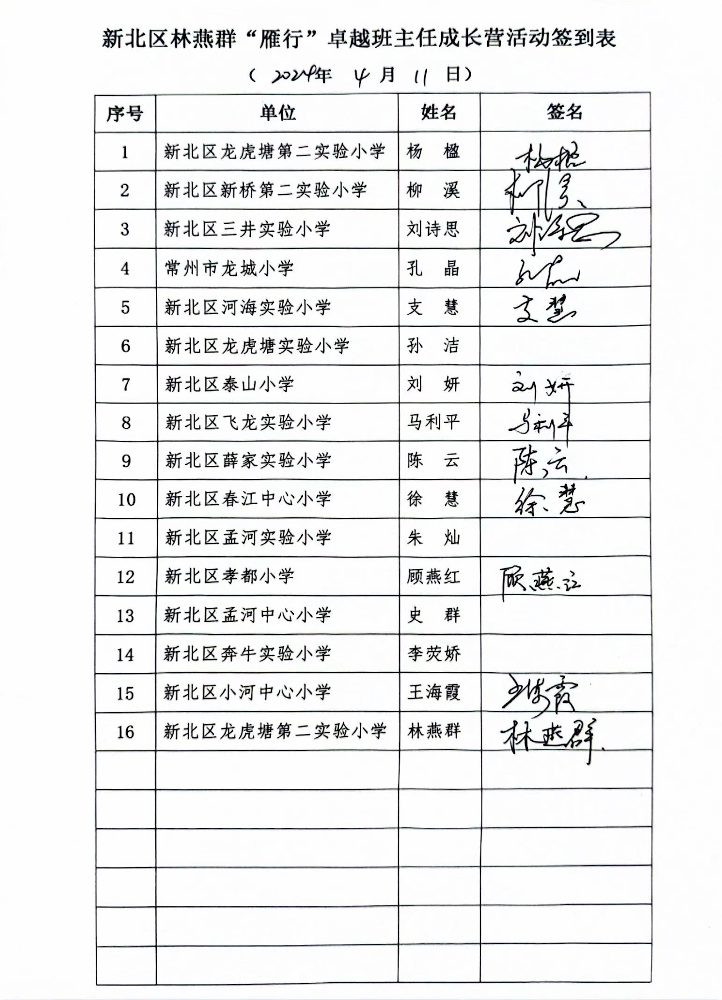 新北区林燕群“雁行”卓越班主任成长营活动签到表
（ 2024年 4 月 11 日）
序号 单位 姓名 签名
1 新北区龙虎塘第二实验小学 杨 楹 杨楹
2 新北区新桥第二实验小学 柳 溪 柳溪
3 新北区三井实验小学 刘诗思 刘诗思
4 常州市龙城小学 孔 晶 孔晶
5 新北区河海实验小学 支 慧 支慧
6 新北区龙虎塘实验小学 孙 洁
7 新北区泰山小学 刘 妍 刘妍
8 新北区飞龙实验小学 马利平 马利平
9 新北区薛家实验小学 陈 云 陈云
10 新北区春江中心小学 徐 慧 徐慧
11 新北区孟河实验小学 朱 灿
12 新北区孝都小学 顾燕红 顾燕红
13 新北区孟河中心小学 史 群
14 新北区奔牛实验小学 李荧娇
15 新北区小河中心小学 王海霞 王海霞
16 新北区龙虎塘第二实验小学 林燕群 林燕群